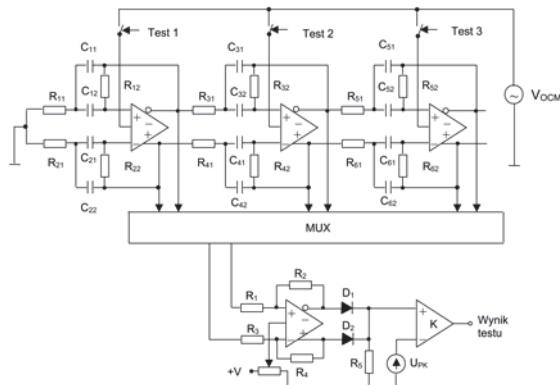 Test 1
Test 2
Test 3
C11
C31
C51
R12
R32
R52
C12
C32
C52
VOCM
R11
R31
R51
R21
R41
R61
C21
C41
C61
R22
R42
R62
C22
C42
C62
MUX
R2
R1
D1
R3
D2
K
Wynik
testu
+V
R4
R5
UPK